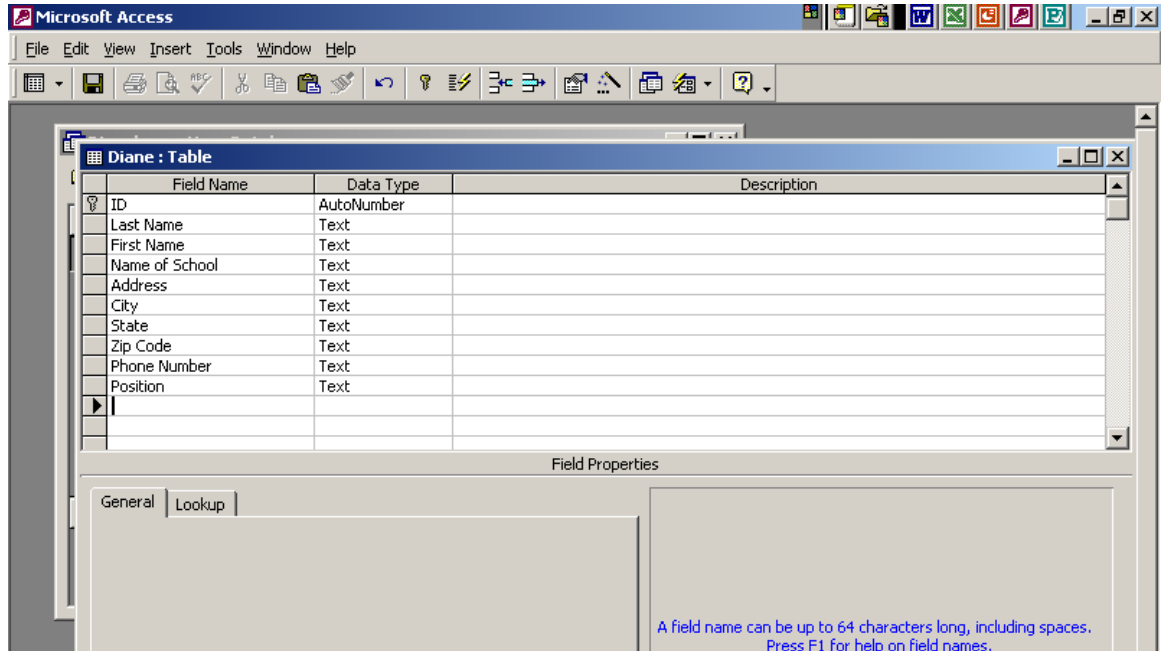 Microsoft Access
File Edit View Insert Tools Window Help
Diane : Table
Field Name Data Type Description
ID AutoNumber
Last Name Text
First Name Text
Name of School Text
Address Text
City Text
State Text
Zip Code Text
Phone Number Text
Position Text
Field Properties
General Lookup
A field name can be up to 64 characters long, including spaces.
Press F1 for help on field names.